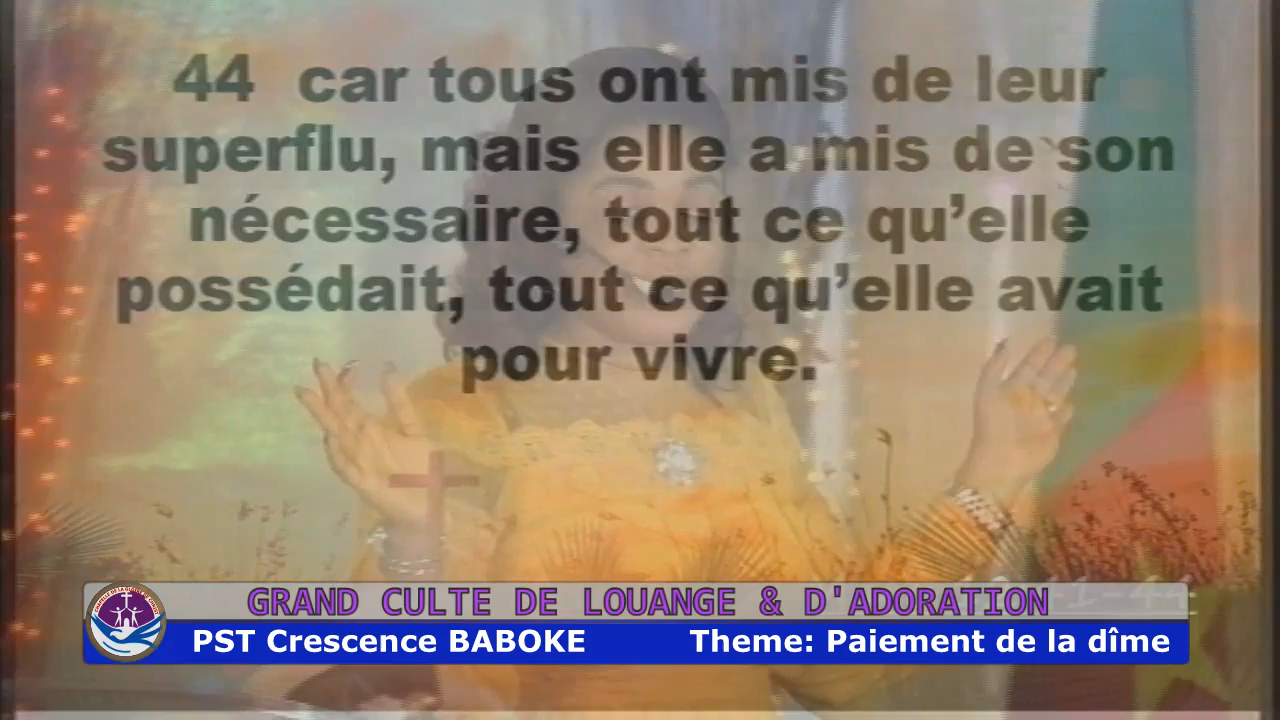 44 car tous ont mis de leur
superflu, mais elle a mis de son
nécessaire, tout ce qu’elle
possédait, tout ce qu’elle avait
pour vivre.
GRAND CULTE DE LOUANGE & D'ADORATION
PST Crescence BABOKE Theme: Paiement de la dîme